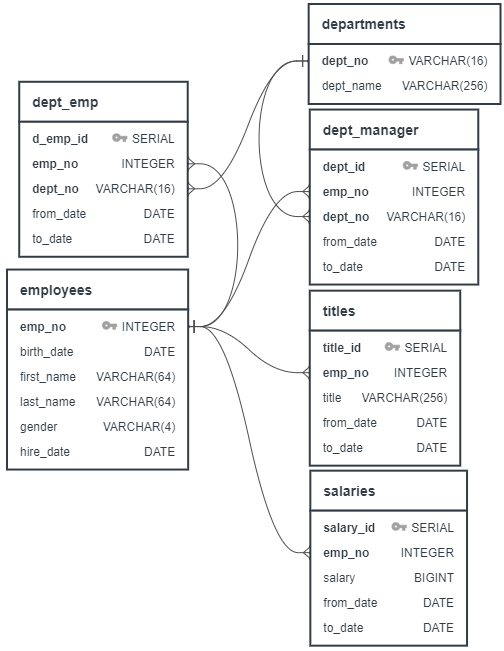 departments
dept_no VARCHAR(16)
dept_name VARCHAR(256)
dept_emp
d_emp_id SERIAL
emp_no INTEGER
dept_no VARCHAR(16)
from_date DATE
to_date DATE
dept_manager
dept_id SERIAL
emp_no INTEGER
dept_no VARCHAR(16)
from_date DATE
to_date DATE
employees
emp_no INTEGER
birth_date DATE
first_name VARCHAR(64)
last_name VARCHAR(64)
gender VARCHAR(4)
hire_date DATE
titles
title_id SERIAL
emp_no INTEGER
title VARCHAR(256)
from_date DATE
to_date DATE
salaries
salary_id SERIAL
emp_no INTEGER
salary BIGINT
from_date DATE
to_date DATE